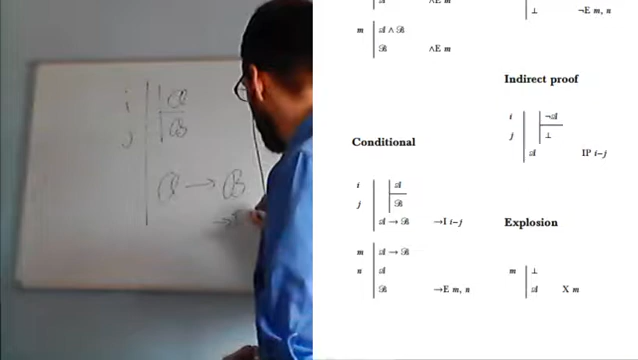 i 𝒜
j ℬ
𝒜 → ℬ
→I
∧E m
m 𝒜 ∧ ℬ
ℬ ∧E m
Conditional
i 𝒜
j ℬ
𝒜 → ℬ →I i–j
m 𝒜 → ℬ
n 𝒜
ℬ →E m, n
⊥ ¬E m, n
Indirect proof
i ¬𝒜
j ⊥
𝒜 IP i–j
Explosion
m ⊥
𝒜 X m